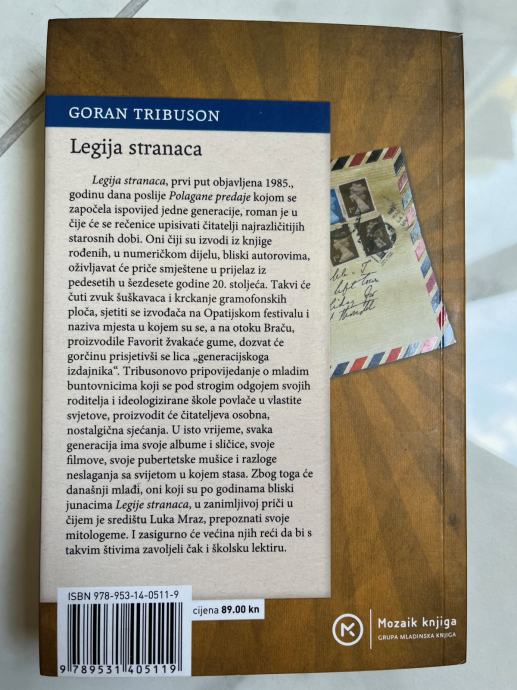 GORAN TRIBUSON
Legija stranaca
Legija stranaca, prvi put objavljena 1985.,
godinu dana poslije Polagane predaje kojom se
započela ispovijed jedne generacije, roman je u
čije će se rečenice upisivati čitatelji najrazličitijih
starosnih dobi. Oni čiji su izvodi iz knjige
rođenih, u numeričkom dijelu, bliski autorovima,
oživljavat će priče smještene u prijelaz iz
pedesetih u šezdesete godine 20. stoljeća. Takvi će
čuti zvuk šuškavaca i krckanje gramofonskih
ploča, sjetiti se izvođača na Opatijskom festivalu i
naziva mjesta u kojem su se, a na otoku Braču,
proizvodile Favorit žvakaće gume, dozvat će
gorčinu prisjetivši se lica „generacijskoga
izdajnika“. Tribusonovo pripovijedanje o mladim
buntovnicima koji se pod strogim odgojem svojih
roditelja i ideologizirane škole povlače u vlastite
svjetove, proizvodit će čitateljeva osobna,
nostalgična sjećanja. U isto vrijeme, svaka
generacija ima svoje albume i sličice, svoje
filmove, svoje pubertetske mušice i razloge
neslaganja sa svijetom u kojem stasa. Zbog toga će
današnji mlađi, oni koji su po godinama bliski
junacima Legije stranaca, u zanimljivoj priči u
čijem je središtu Luka Mraz, prepoznati svoje
mitologeme. I zasigurno će većina njih reći da bi s
takvim štivima zavoljeli čak i školsku lektiru.
ISBN 978-953-14-0511-9
cijena 89.00 kn
9 789531 405119
Mozaik knjiga
GRUPA MLADINSKA KNJIGA